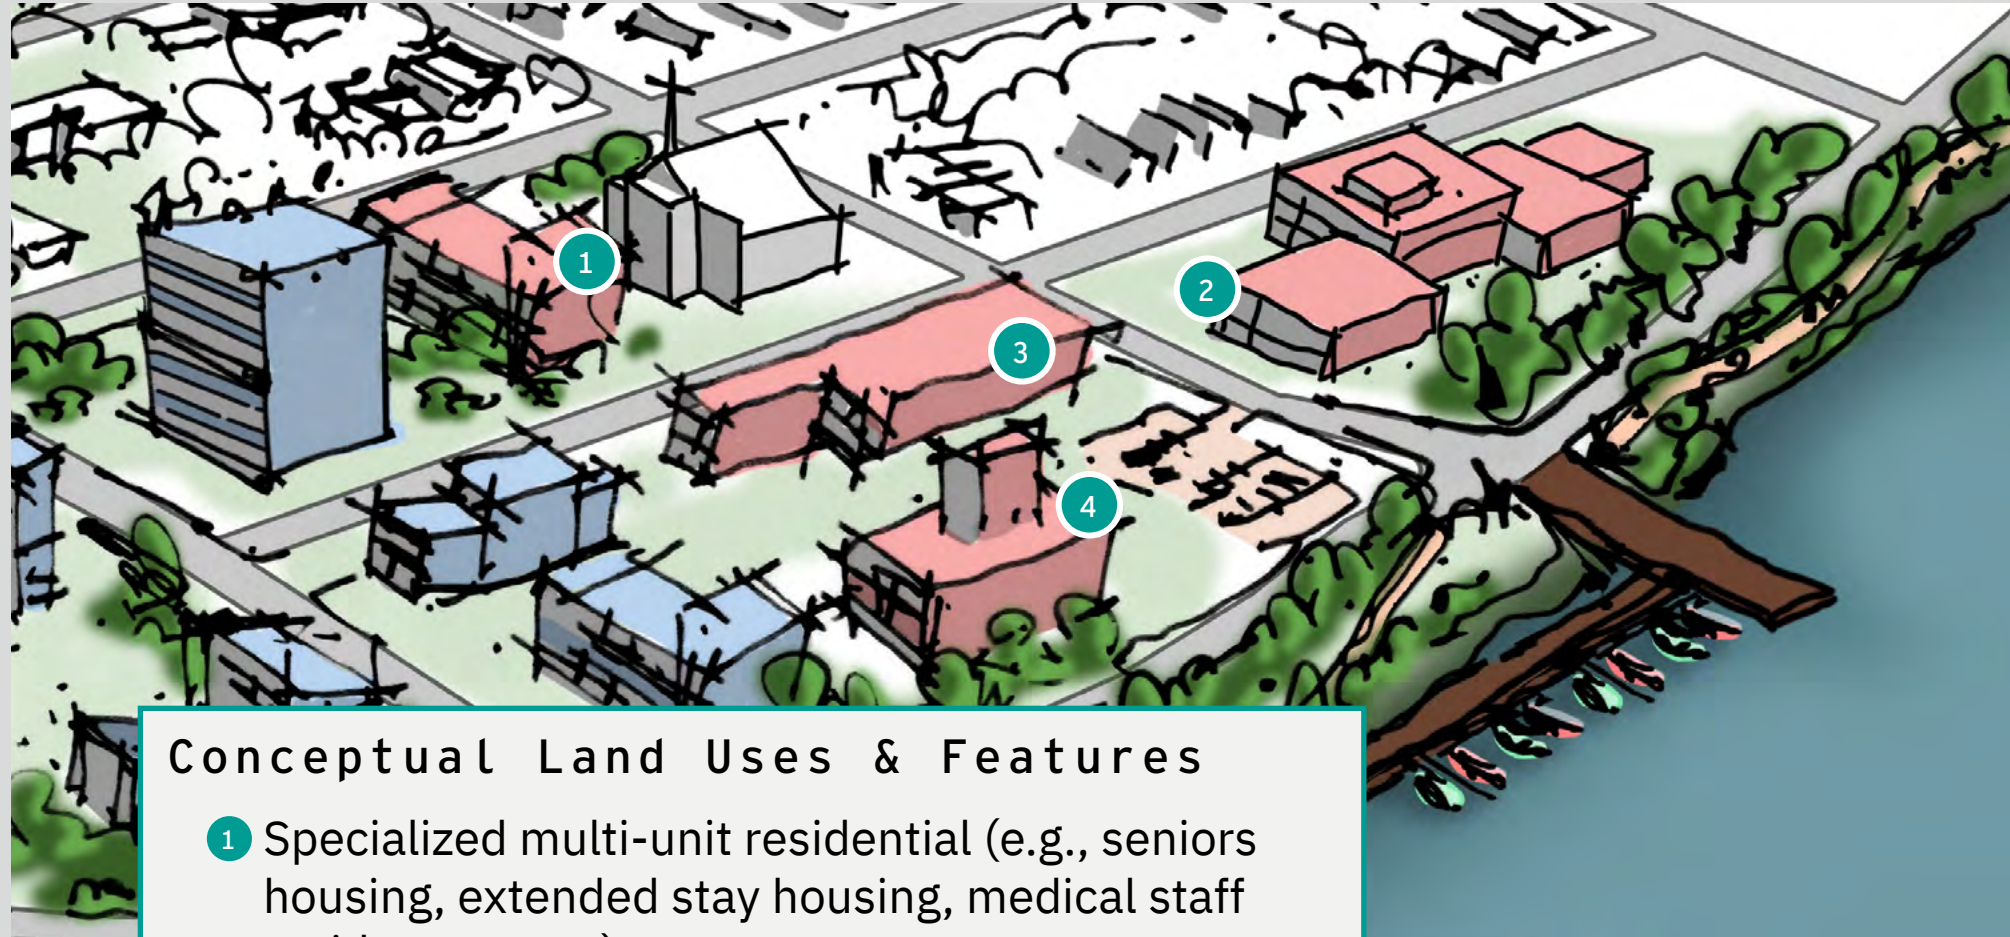 1
2
3
4
Conceptual Land Uses & Features
1 Specialized multi-unit residential (e.g., seniors
housing, extended stay housing, medical staff